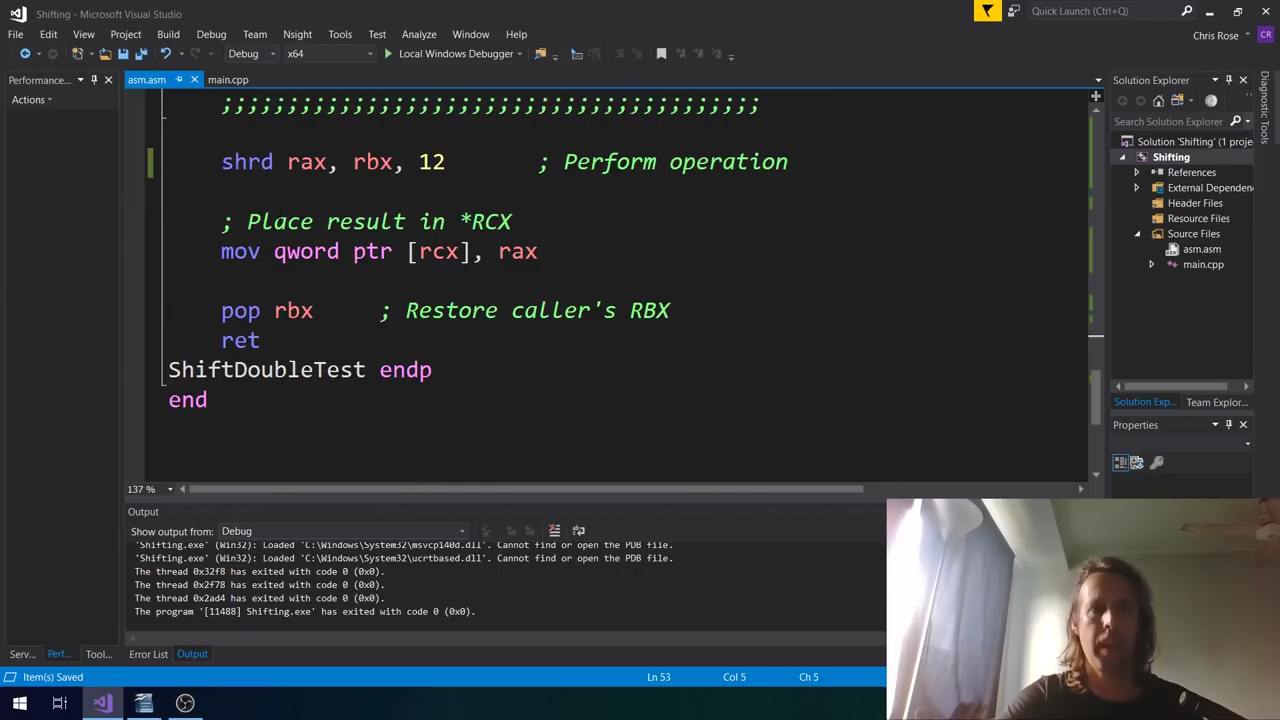 Shifting - Microsoft Visual Studio
Quick Launch (Ctrl+Q)
File Edit View Project Build Debug Team Nsight Tools Test Analyze Window Help
Chris Rose CR
Debug x64 Local Windows Debugger
Performance...
asm.asm main.cpp
Solution Explorer
Actions
Search Solution Explorer
Solution 'Shifting' (1 proje
Shifting
References
External Dependen
Header Files
Resource Files
Source Files
asm.asm
main.cpp
Diagnostic Tools
;;;;;;;;;;;;;;;;;;;;;;;;;;;;;;;;;;;;;;;;;
shrd rax, rbx, 12 ; Perform operation
; Place result in *RCX
mov qword ptr [rcx], rax
pop rbx ; Restore caller's RBX
ret
ShiftDoubleTest endp
end
Solution Exp... Team Explor...
Properties
137 %
Output
Show output from: Debug
'Shifting.exe' (Win32): Loaded 'C:\Windows\System32\msvcp140d.dll'. Cannot find or open the PDB file.
'Shifting.exe' (Win32): Loaded 'C:\Windows\System32\ucrtbased.dll'. Cannot find or open the PDB file.
The thread 0x32f8 has exited with code 0 (0x0).
The thread 0x2f78 has exited with code 0 (0x0).
The thread 0x2ad4 has exited with code 0 (0x0).
The program '[11488] Shifting.exe' has exited with code 0 (0x0).
Serv... Perf... Tool... Error List Output
Item(s) Saved Ln 53 Col 5 Ch 5